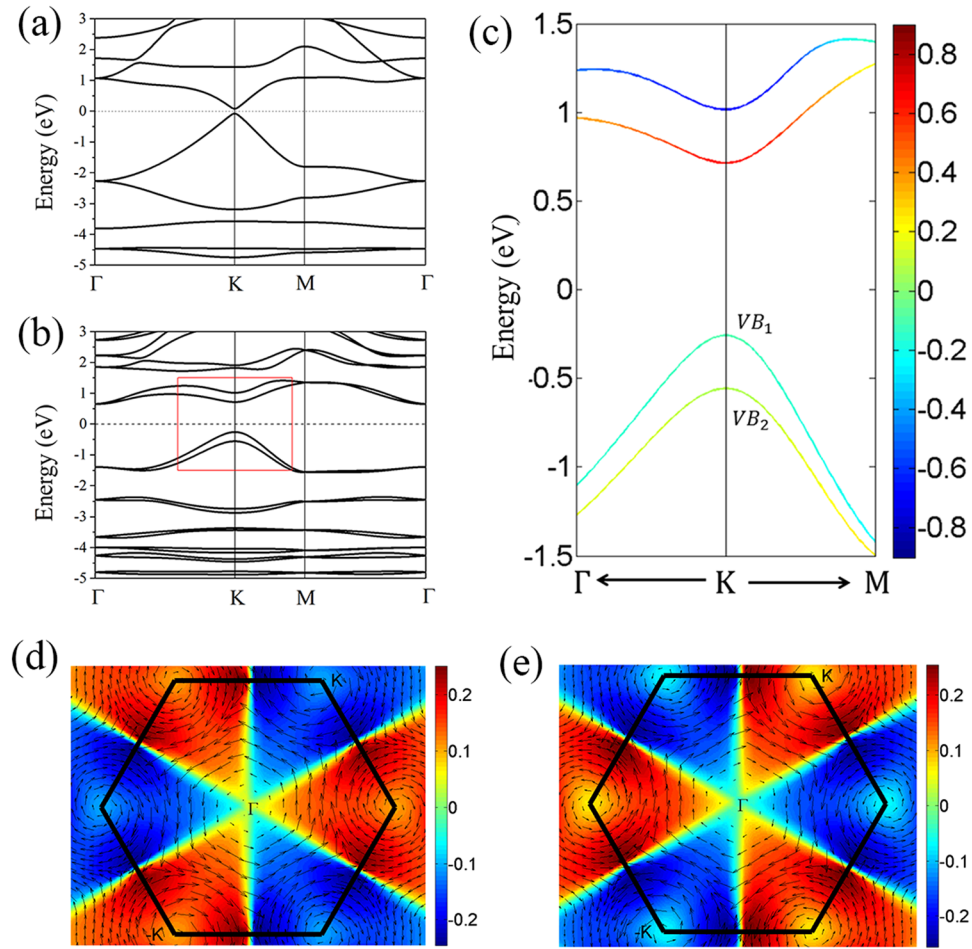 (a)
3
2
1
0
-1
-2
-3
-4
-5
Energy (eV)
Γ K M Γ
(b)
3
2
1
0
-1
-2
-3
-4
-5
Energy (eV)
Γ K M Γ
(c)
1.5
1
0.5
0
-0.5
-1
-1.5
Energy (eV)
VB1
VB2
Γ K M
0.8
0.6
0.4
0.2
0
-0.2
-0.4
-0.6
-0.8
(d)
K
Γ
-K
0.2
0.1
0
-0.1
-0.2
(e)
K
Γ
-K
0.2
0.1
0
-0.1
-0.2